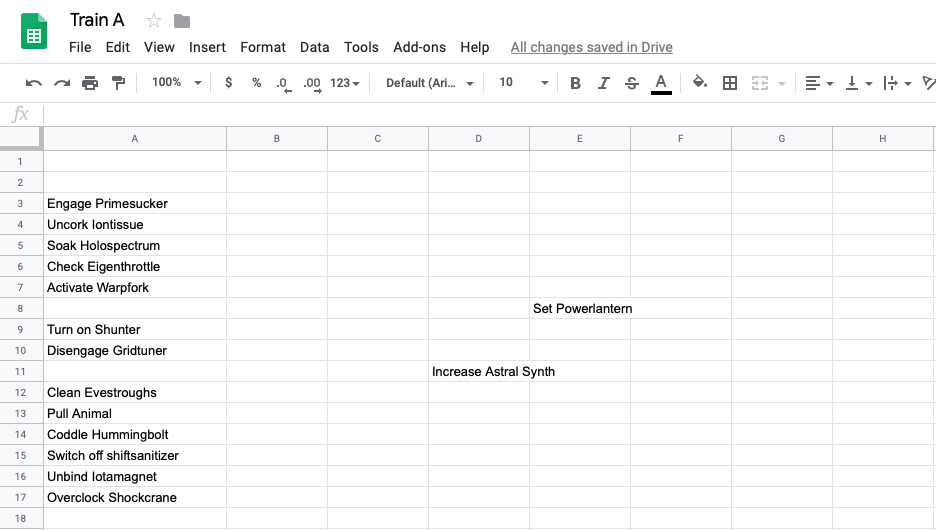 Train A
File Edit View Insert Format Data Tools Add-ons Help All changes saved in Drive
100% $ % .0 .00 123 Default (Ari... 10 B I S A
fx
A B C D E F G H
1
2
3 Engage Primesucker
4 Uncork Iontissue
5 Soak Holospectrum
6 Check Eigenthrottle
7 Activate Warpfork
8 Set Powerlantern
9 Turn on Shunter
10 Disengage Gridtuner
11 Increase Astral Synth
12 Clean Evestroughs
13 Pull Animal
14 Coddle Hummingbolt
15 Switch off shiftsanitizer
16 Unbind Iotamagnet
17 Overclock Shockcrane
18